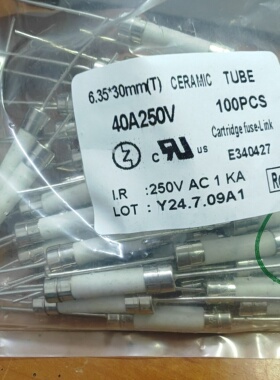 6.35*30mm(T) CERAMIC TUBE
40A250V 100PCS
Cartridge fuse-Link
c UR us E340427
I.R :250V AC 1 KA
LOT : Y24.7.09A1